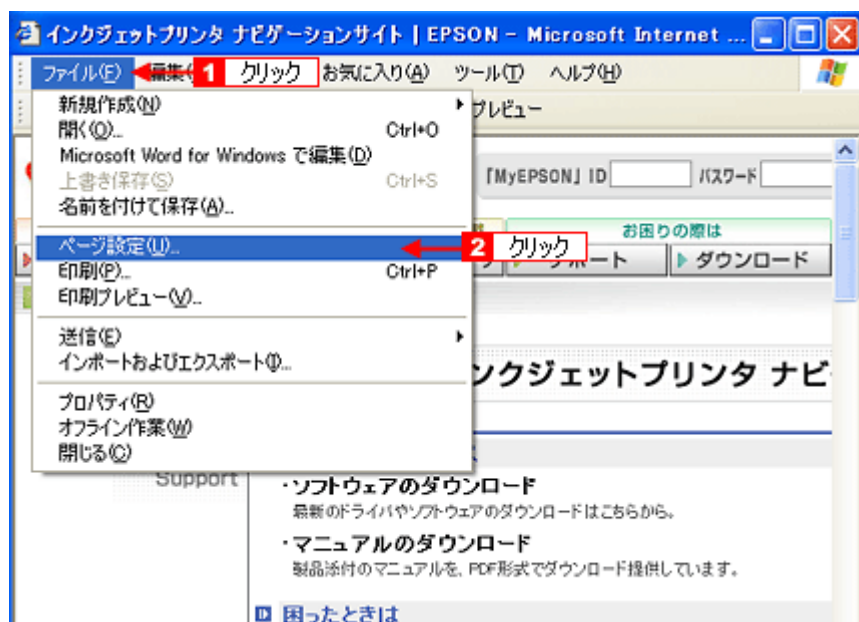 インクジェットプリンタ ナビゲーションサイト | EPSON - Microsoft Internet ...
ファイル(F) 編集( 1 クリック お気に入り(A) ツール(T) ヘルプ(H)
新規作成(N) プレビュー
開く(O)... Ctrl+O
Microsoft Word for Windows で編集(D)
「MyEPSON」 ID パスワード
上書き保存(S) Ctrl+S
名前を付けて保存(A)...
お困りの際は
ページ設定(U)... 2 クリック
ダウンロード
印刷(P)... Ctrl+P
印刷プレビュー(V)...
送信(E)
インポートおよびエクスポート(I)...
ンクジェットプリンタ ナビ
プロパティ(R)
オフライン作業(W)
閉じる(C)
Support
・ソフトウェアのダウンロード
最新のドライバやソフトウェアのダウンロードはこちらから。
・マニュアルのダウンロード
製品添付のマニュアルを、PDF形式でダウンロード提供しています。
困ったときは